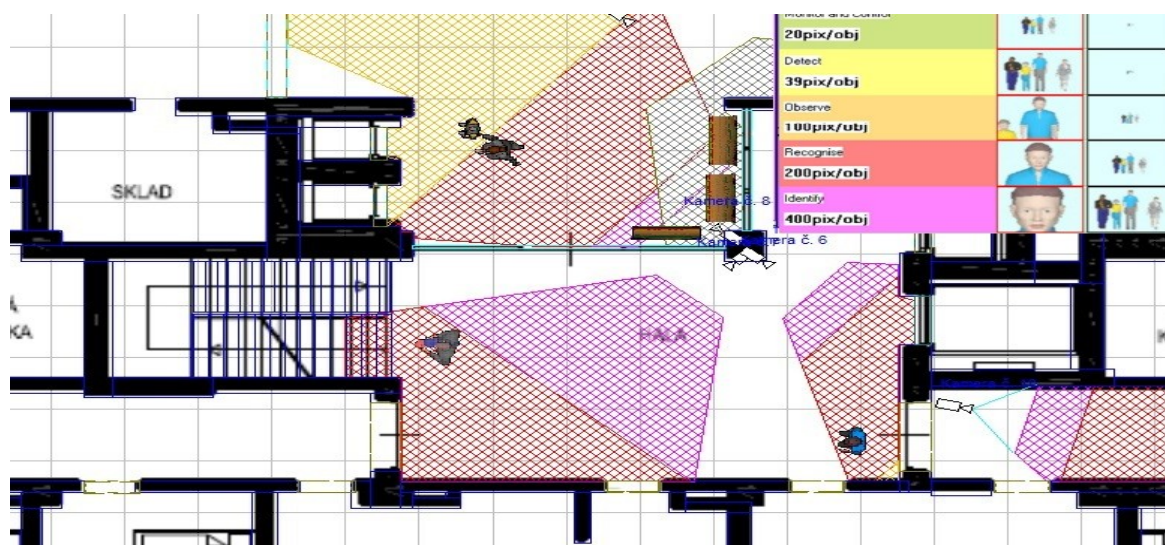 Monitor and Control
20pix/obj
Detect
39pix/obj
Observe
100pix/obj
Recognise
200pix/obj
Identify
400pix/obj
SKLAD
Kamera č. 8
Kamera č. 6
HALA
KA
Kamera č.